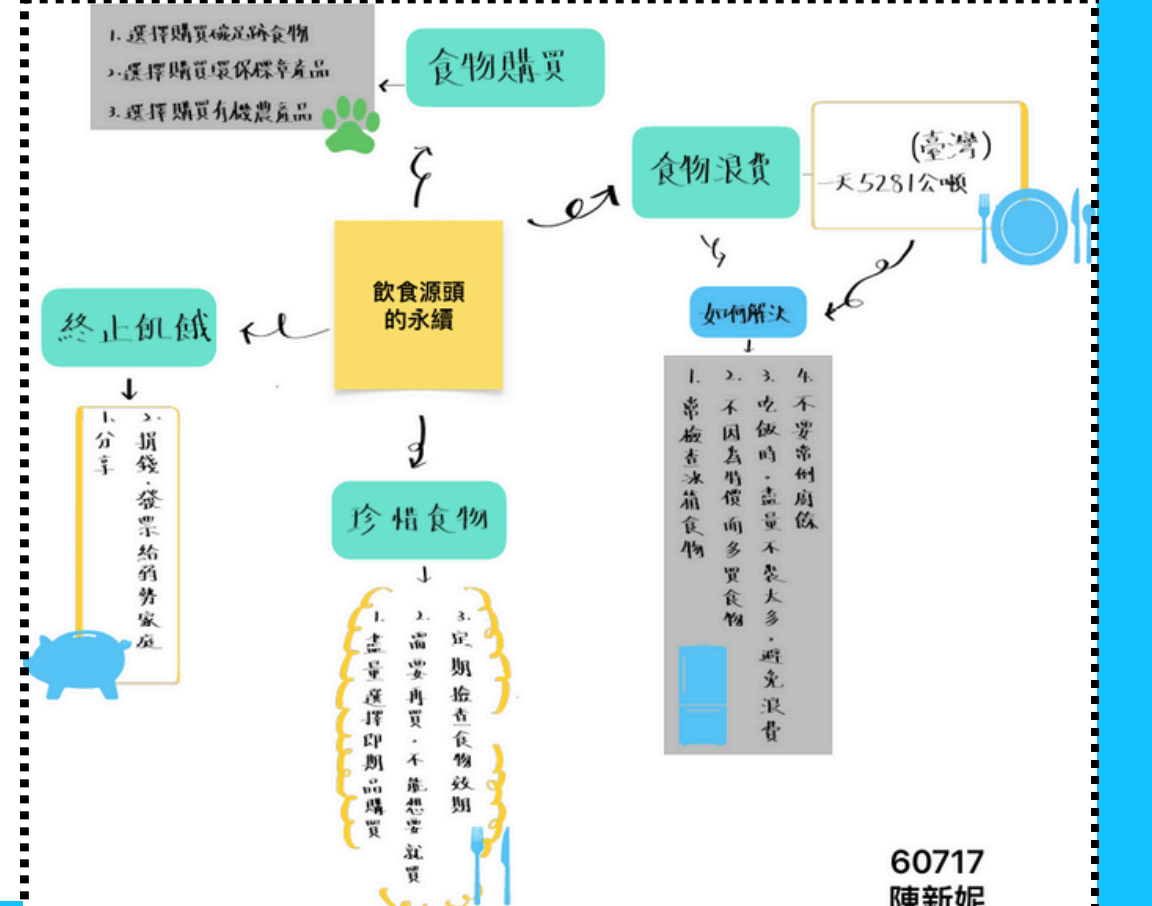 1. 選擇購買碳足跡食物
2. 選擇購買環保標章產品
3. 選擇購買有機農產品
食物購買
食物浪費
(臺灣)
一天5281公噸
如何解決
1. 常檢查冰箱食物
2. 不因為特價而多買食物
3. 吃飯時，盡量不裝太多，避免浪費
4. 不要常倒廚餘
飲食源頭
的永續
終止飢餓
1. 分享
2. 捐錢，發票給弱勢家庭
珍惜食物
1. 盡量選擇即期品購買
2. 需要再買，不能想要就買
3. 定期檢查食物效期
60717
陳新妮